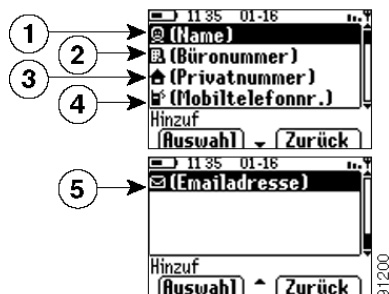 11 35 01-16
1 (Name)
2 (Büronummer)
3 (Privatnummer)
4 (Mobiltelefonnr.)
Hinzuf
Auswahl Zurück
11 35 01-16
5 (Emailadresse)
Hinzuf
Auswahl Zurück
91200